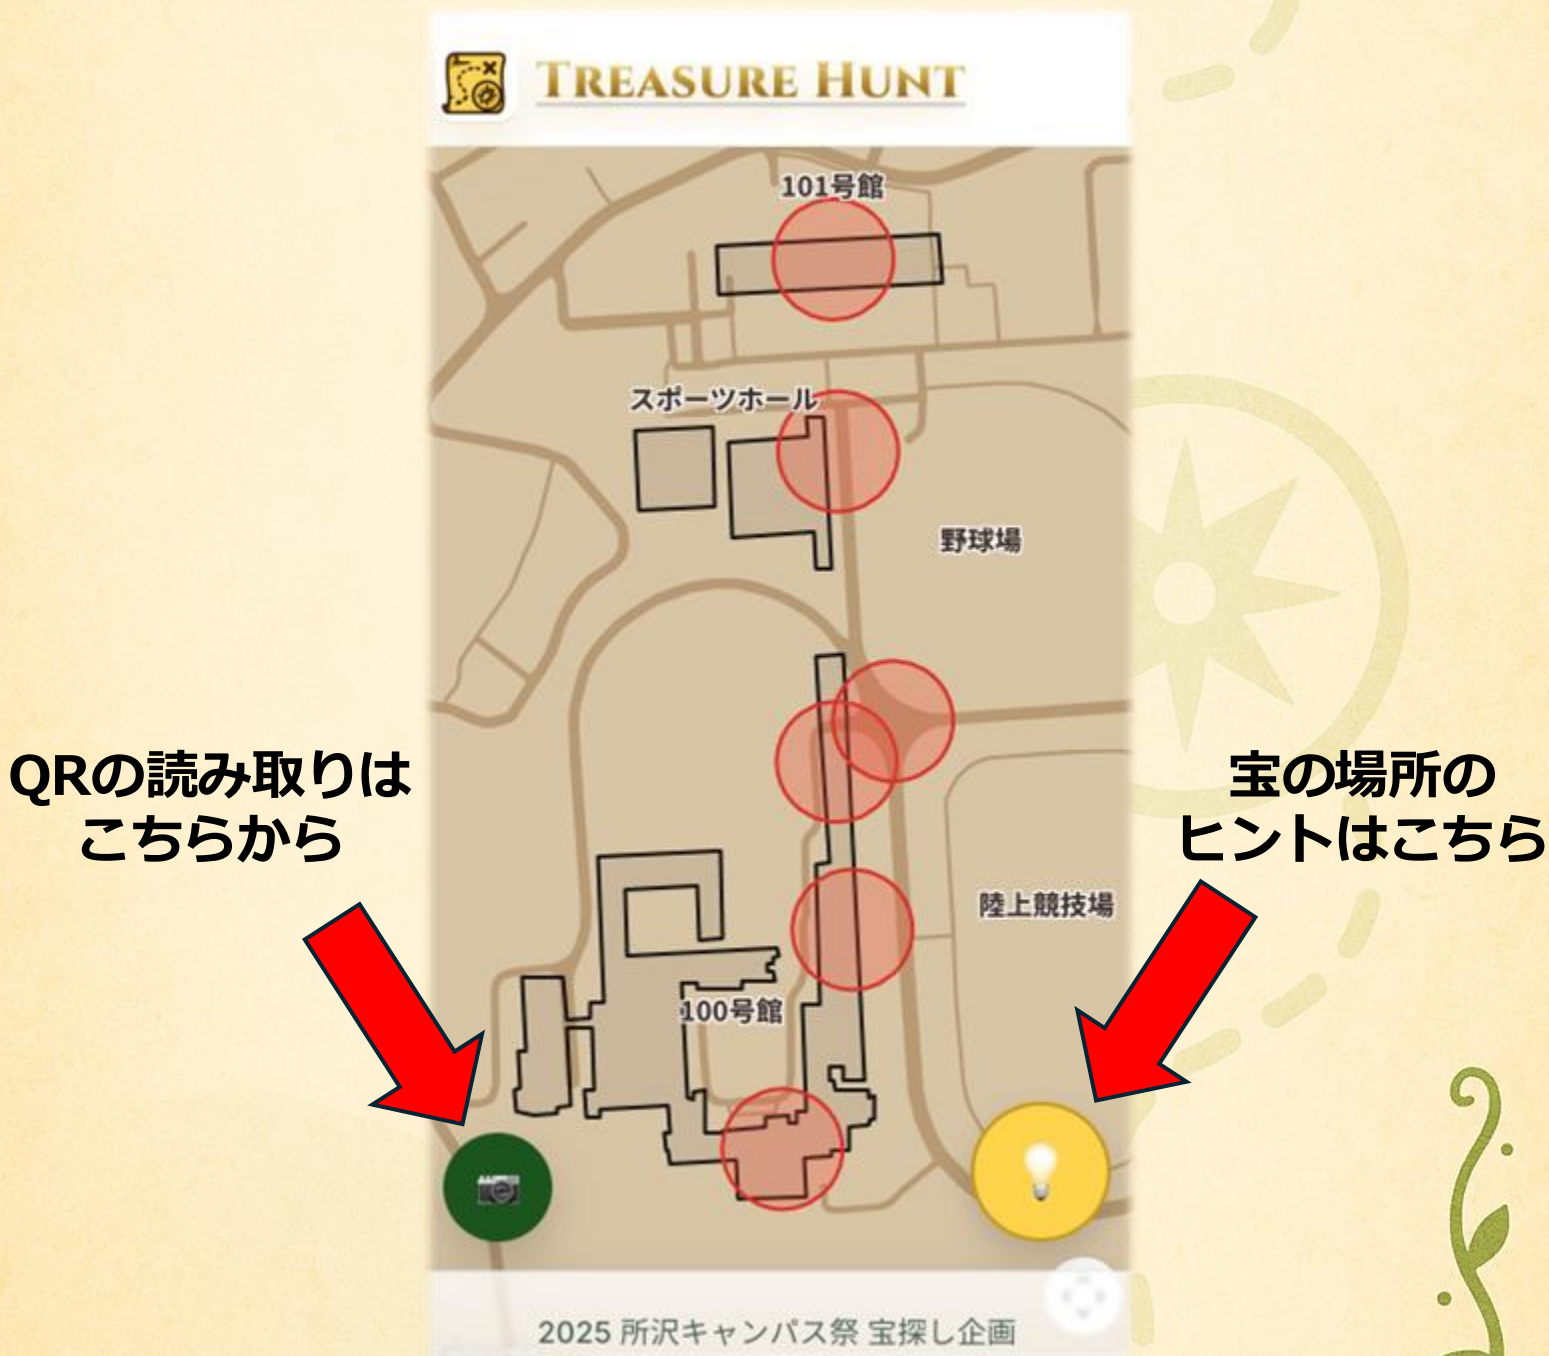 TREASURE HUNT
101号館
スポーツホール
野球場
QRの読み取りは
こちらから
宝の場所の
ヒントはこちら
陸上競技場
100号館
2025 所沢キャンパス祭 宝探し企画